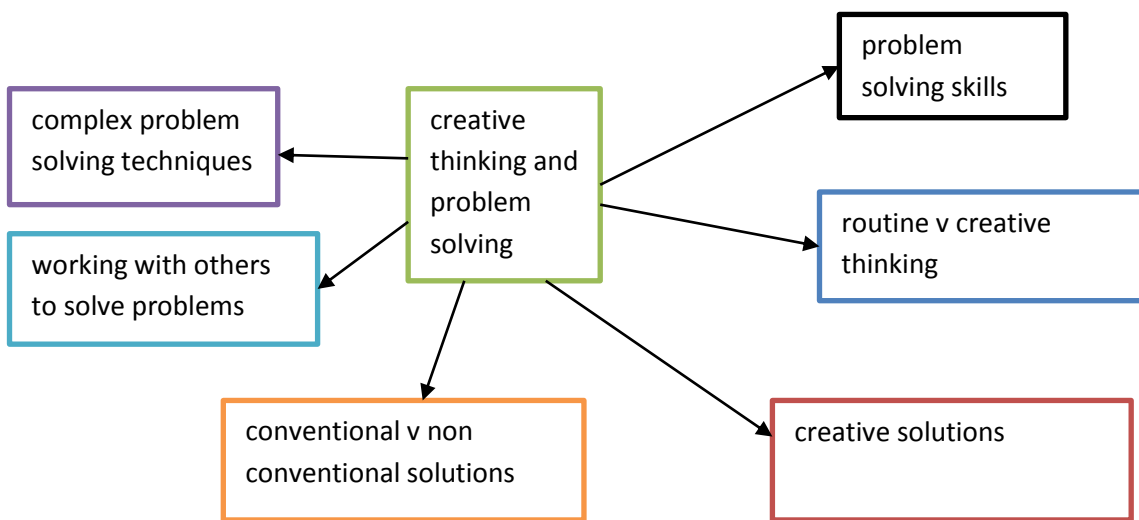 problem
solving skills
complex problem
solving techniques
creative
thinking and
problem
solving
routine v creative
thinking
working with others
to solve problems
conventional v non
conventional solutions
creative solutions